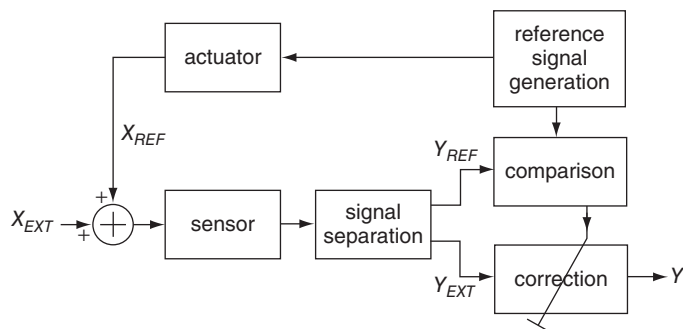 reference
signal
generation
actuator
X_REF
Y_REF
comparison
+
X_EXT
+
sensor
signal
separation
Y_EXT
correction
Y